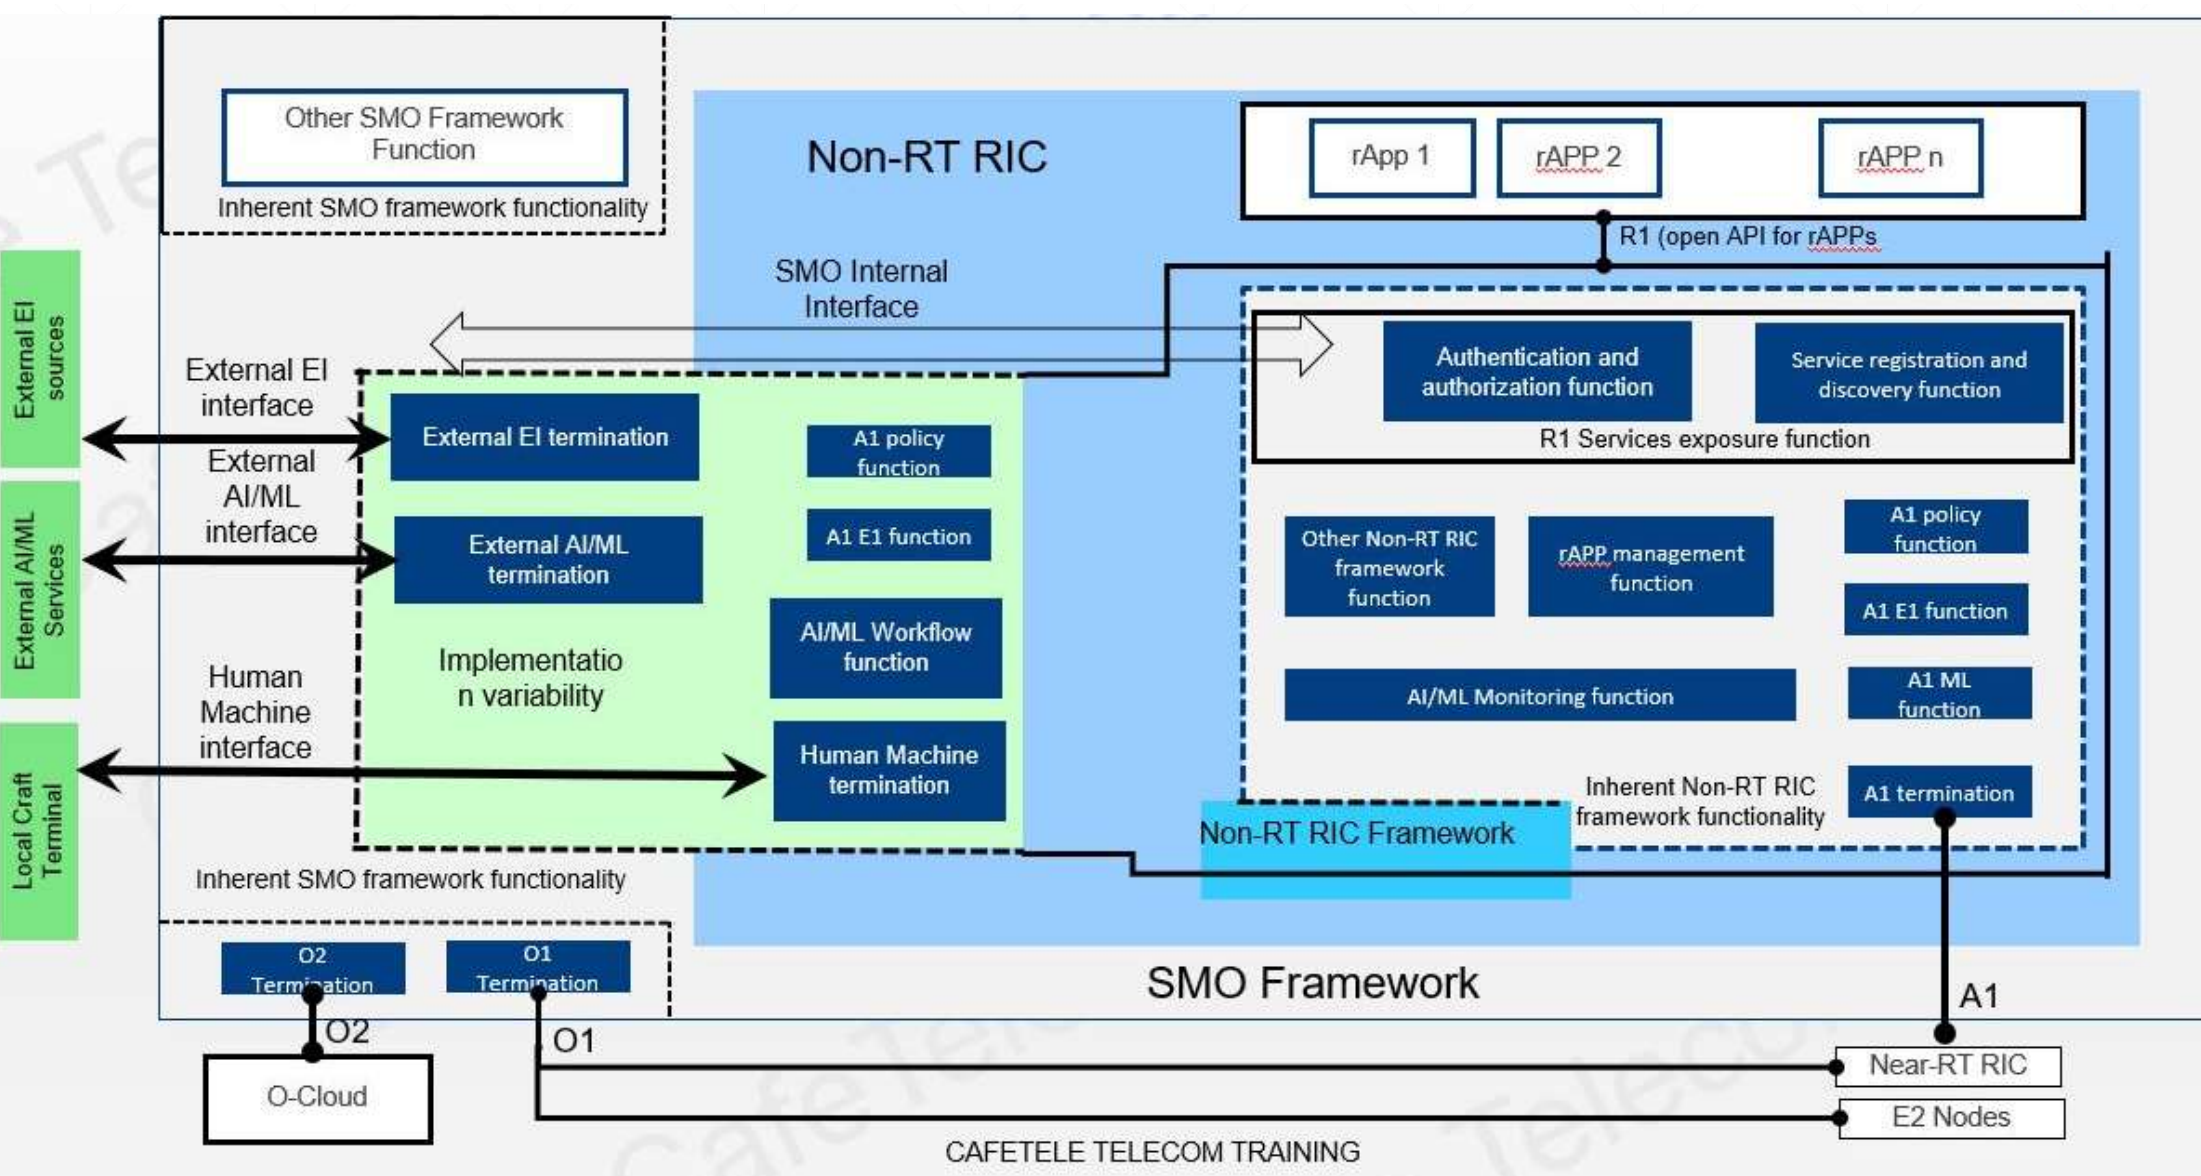 Other SMO Framework
Function
Inherent SMO framework functionality
Non-RT RIC
rApp 1
rAPP 2
rAPP n
R1 (open API for rAPPs
SMO Internal
Interface
External EI
sources
External EI
interface
External AI/ML
Services
External
AI/ML
interface
Local Craft
Terminal
Human
Machine
interface
External EI termination
External AI/ML
termination
Implementatio
n variability
A1 policy
function
A1 E1 function
AI/ML Workflow
function
Human Machine
termination
Authentication and
authorization function
Service registration and
discovery function
R1 Services exposure function
Other Non-RT RIC
framework
function
rAPP management
function
A1 policy
function
A1 E1 function
AI/ML Monitoring function
A1 ML
function
Inherent Non-RT RIC
framework functionality
A1 termination
Non-RT RIC Framework
Inherent SMO framework functionality
O2
Termination
O1
Termination
SMO Framework
A1
O2
O1
O-Cloud
Near-RT RIC
E2 Nodes
CAFETELE TELECOM TRAINING